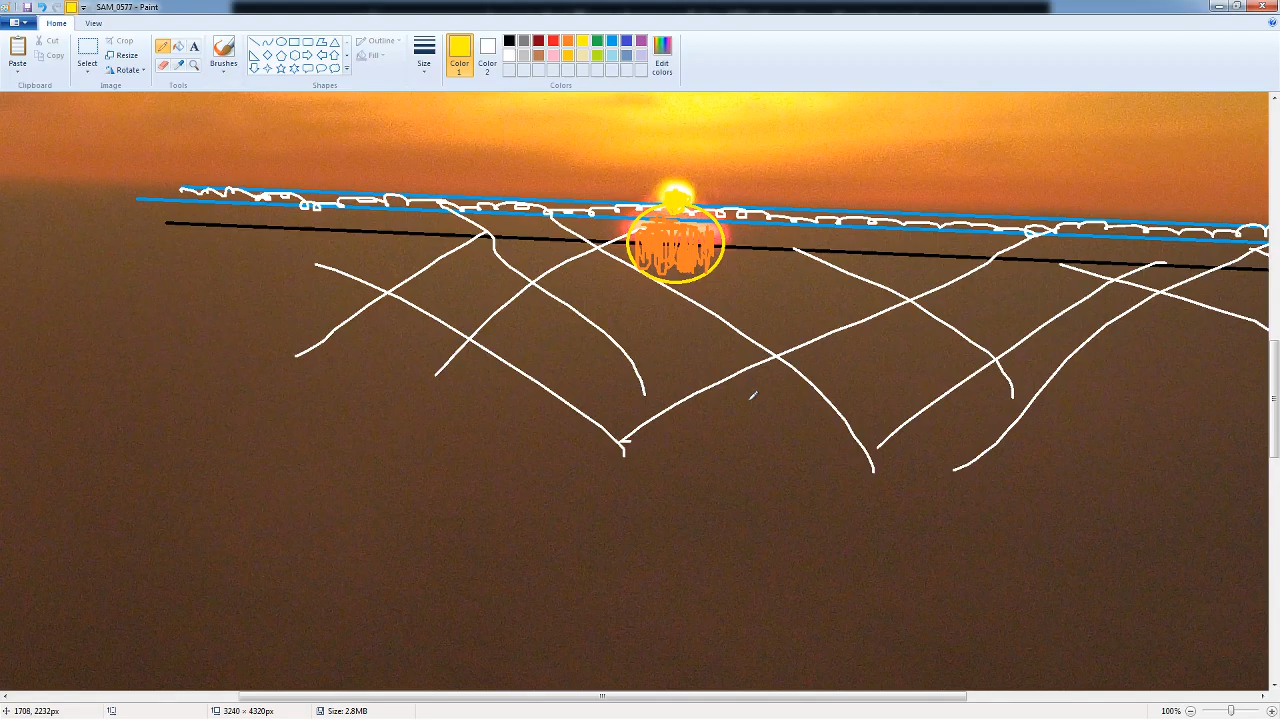 SAM_0577 - Paint
Home View
Paste
Cut
Copy
Clipboard
Select
Crop
Resize
Rotate
Image
A
Tools
Brushes
Shapes
Outline
Fill
Size
Color 1
Color 2
Edit colors
Colors
1708, 2232px
3240 × 4320px
Size: 2.8MB
100%